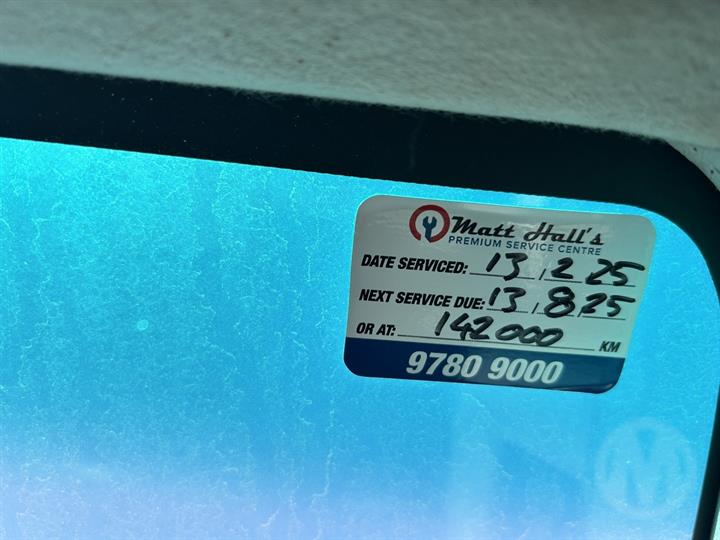 Matt Hall's
PREMIUM SERVICE CENTRE
DATE SERVICED: 13/2/25
NEXT SERVICE DUE: 13/8/25
OR AT: 142000 KM
9780 9000
M